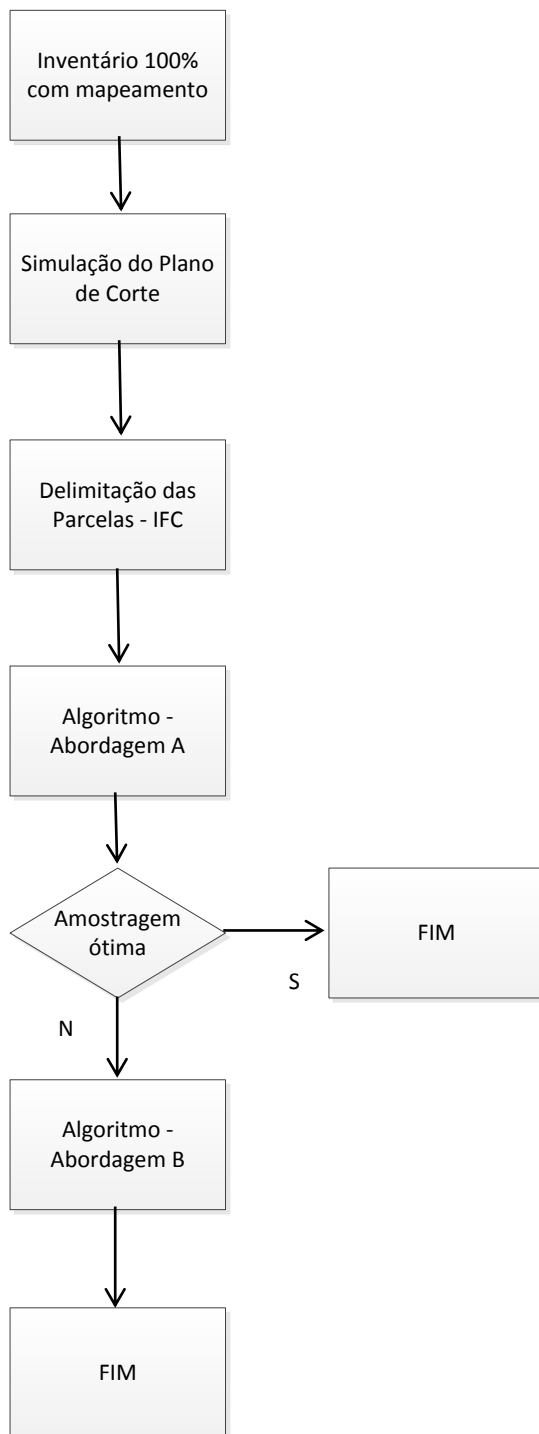 Inventário 100%
com mapeamento
Simulação do Plano
de Corte
Delimitação das
Parcelas - IFC
Algoritmo -
Abordagem A
Amostragem
ótima
FIM
S
N
Algoritmo -
Abordagem B
FIM